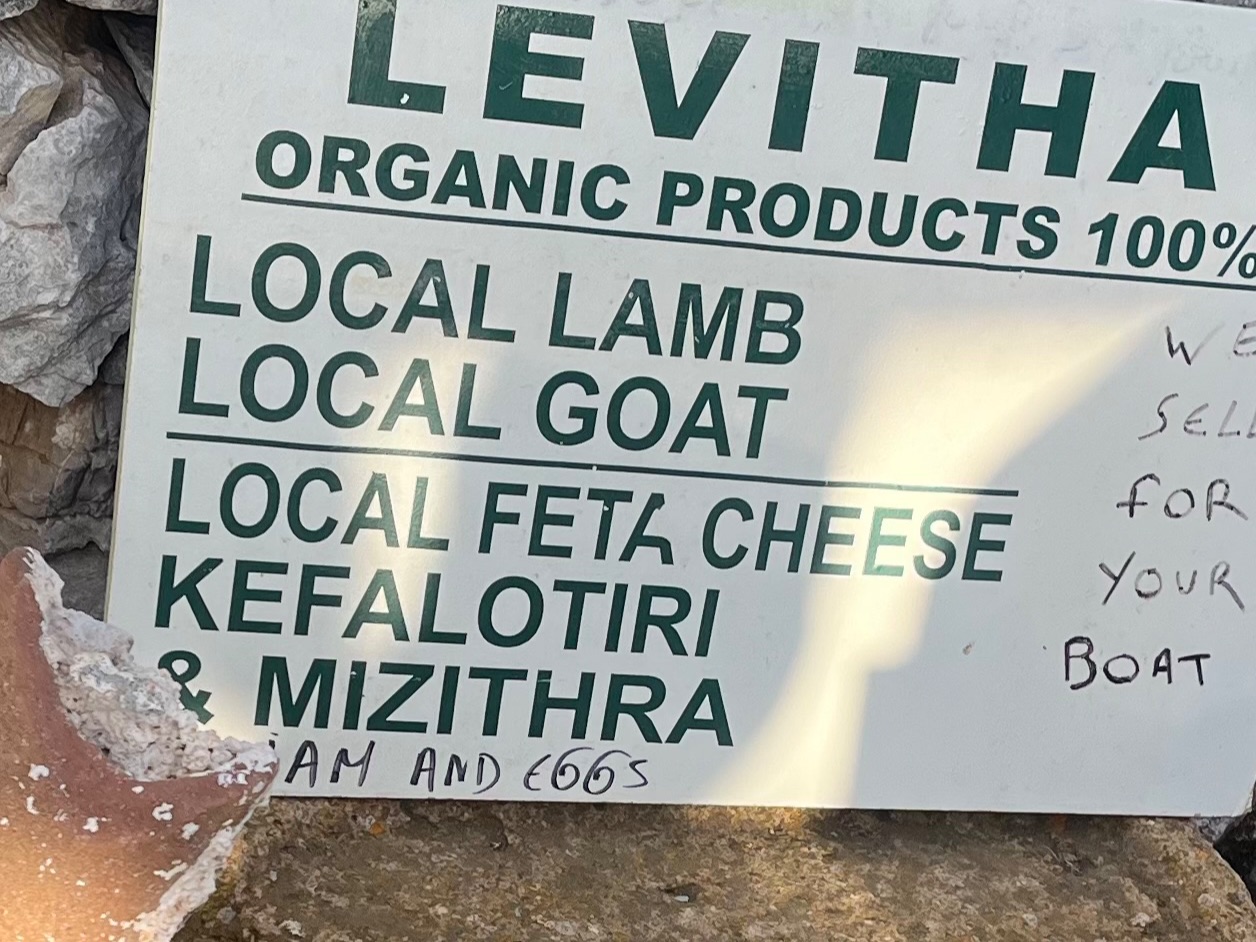 LEVITHA
ORGANIC PRODUCTS 100%
LOCAL LAMB
LOCAL GOAT
LOCAL FETA CHEESE
KEFALOTIRI
& MIZITHRA
AND EGGS
WE
SELL
FOR
YOUR
BOAT